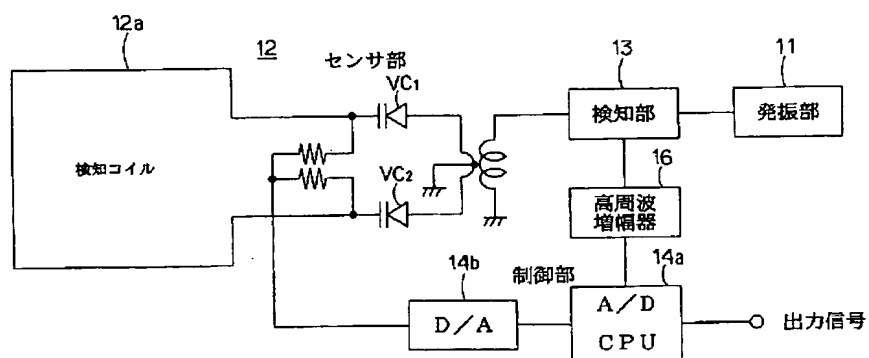 12a
12
センサ部
VC1
13
11
検知部
発振部
検知コイル
VC2
16
高周波
増幅器
14b
制御部
14a
D/A
A/D
CPU
出力信号